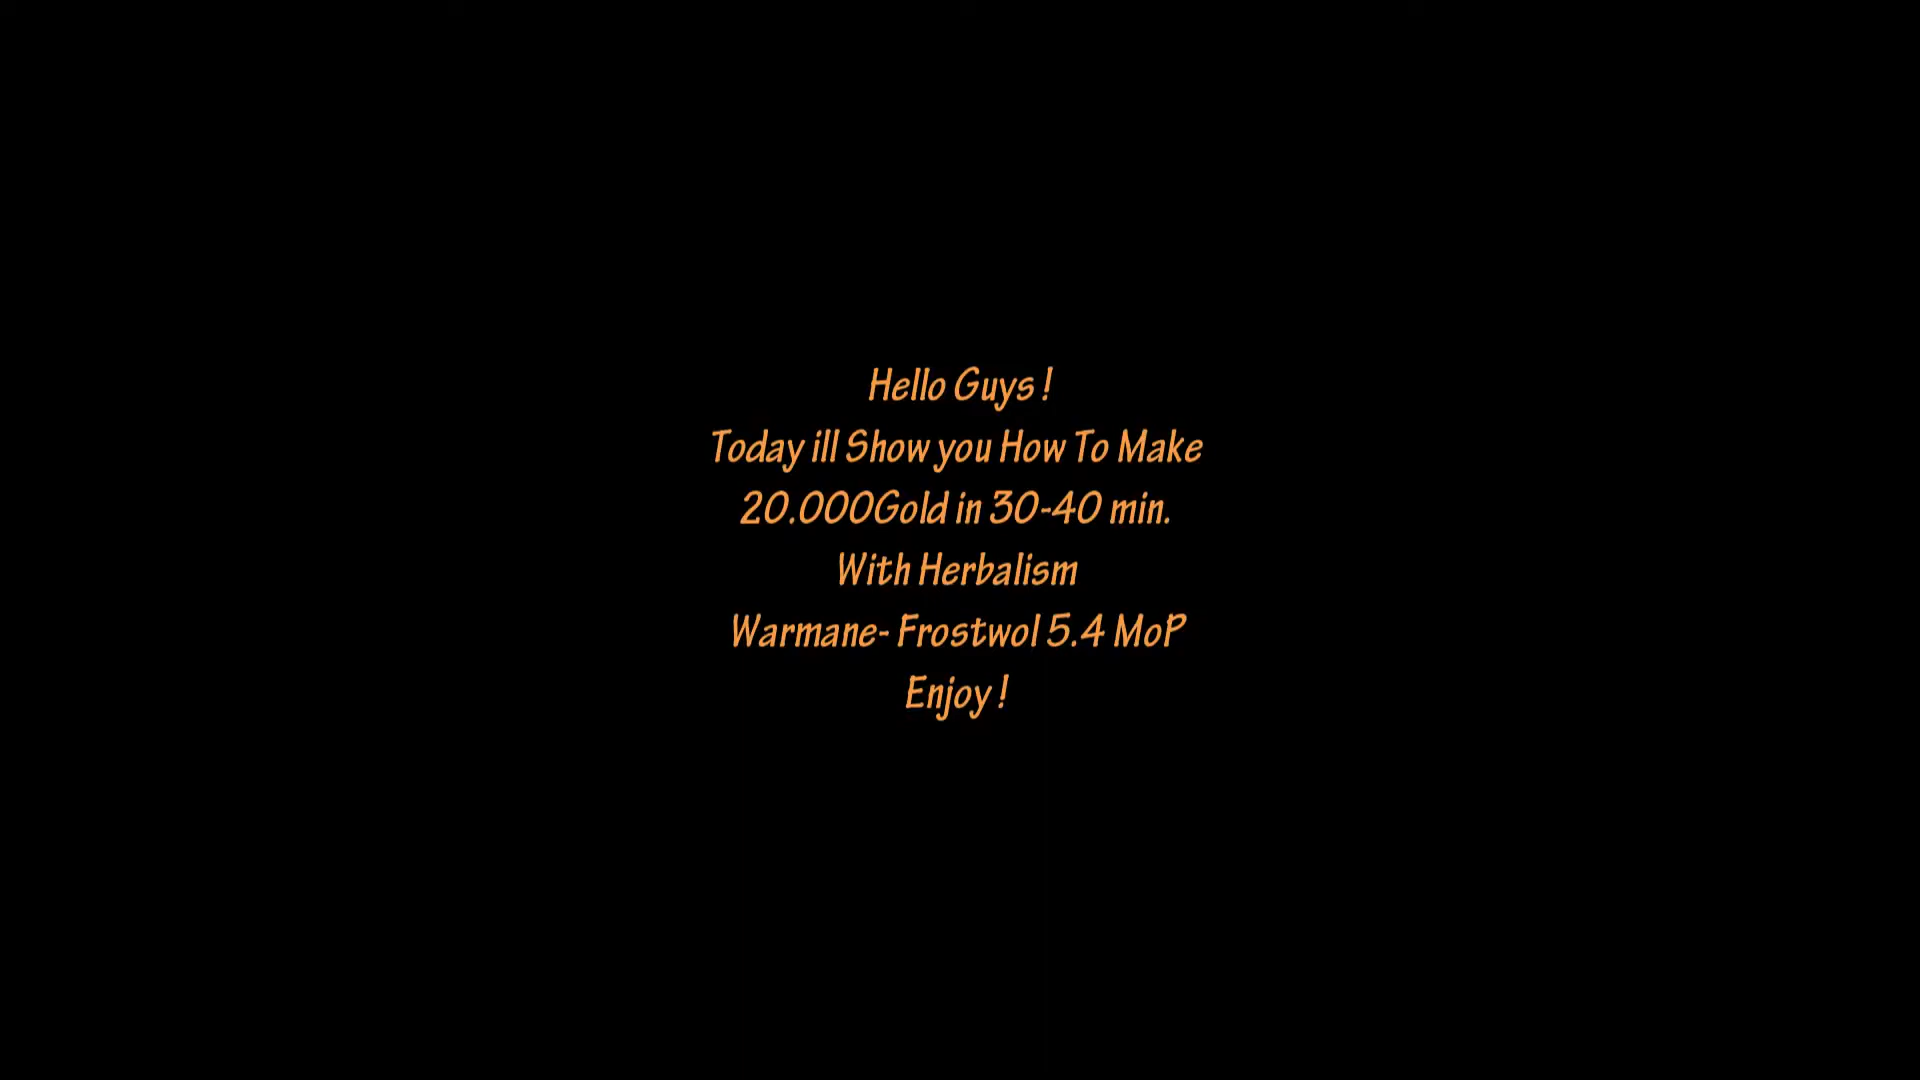 Hello Guys !
Today ill Show you How To Make
20.000Gold in 30-40 min.
With Herbalism
Warmane- Frostwol 5.4 MoP
Enjoy !